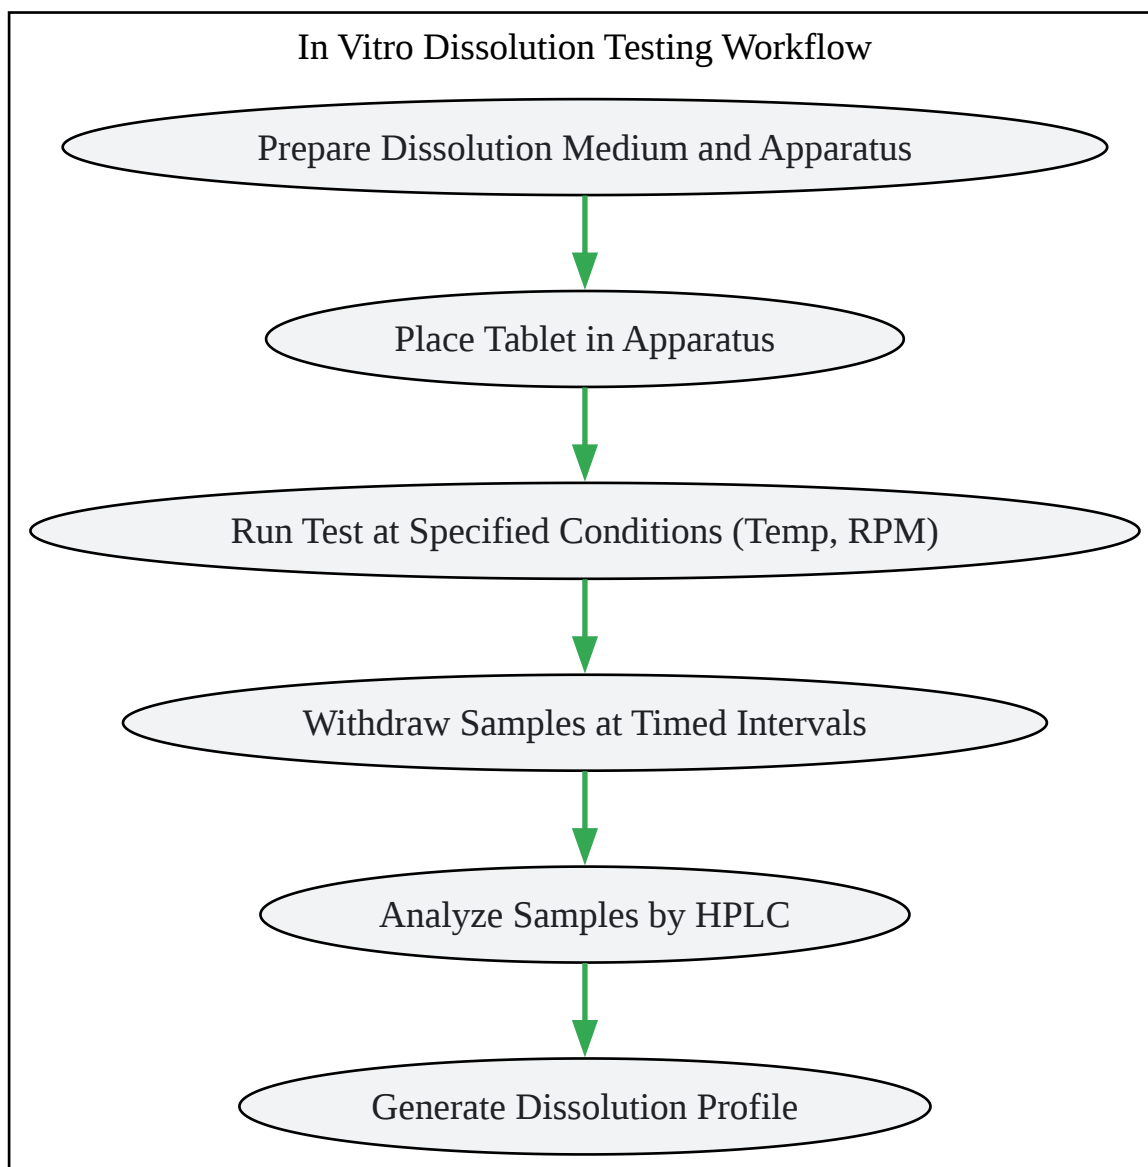 In Vitro Dissolution Testing Workflow
Prepare Dissolution Medium and Apparatus
Place Tablet in Apparatus
Run Test at Specified Conditions (Temp, RPM)
Withdraw Samples at Timed Intervals
Analyze Samples by HPLC
Generate Dissolution Profile